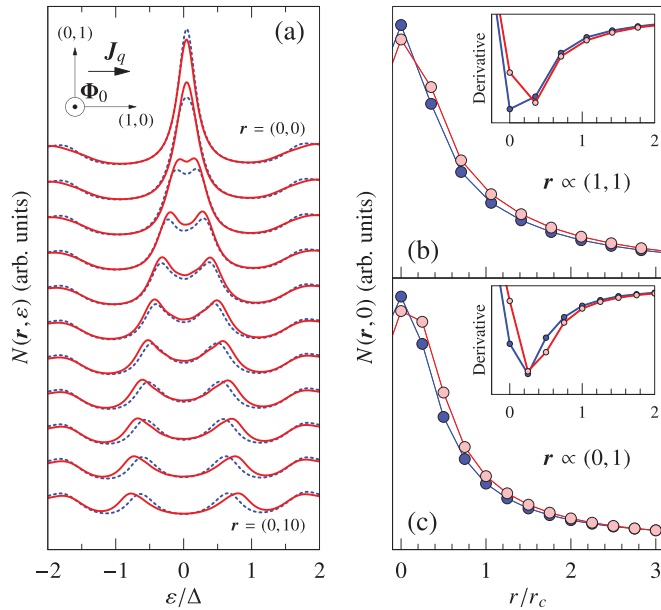 (a)
(0,1)
J_q
Φ_0
(1,0)
r = (0,0)
r = (0,10)
N(r,ε) (arb. units)
−2
−1
0
1
2
ε/Δ
N(r,0) (arb. units)
Derivative
0
1
2
r ∝ (1,1)
(b)
Derivative
0
1
2
r ∝ (0,1)
(c)
0
1
2
3
r/r_c